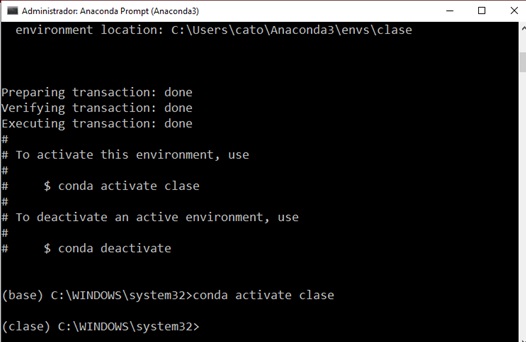 Administrador: Anaconda Prompt (Anaconda3)
environment location: C:\Users\cato\Anaconda3\envs\clase
Preparing transaction: done
Verifying transaction: done
Executing transaction: done
#
# To activate this environment, use
#
#     $ conda activate clase
#
# To deactivate an active environment, use
#
#     $ conda deactivate
(base) C:\WINDOWS\system32>conda activate clase
(clase) C:\WINDOWS\system32>